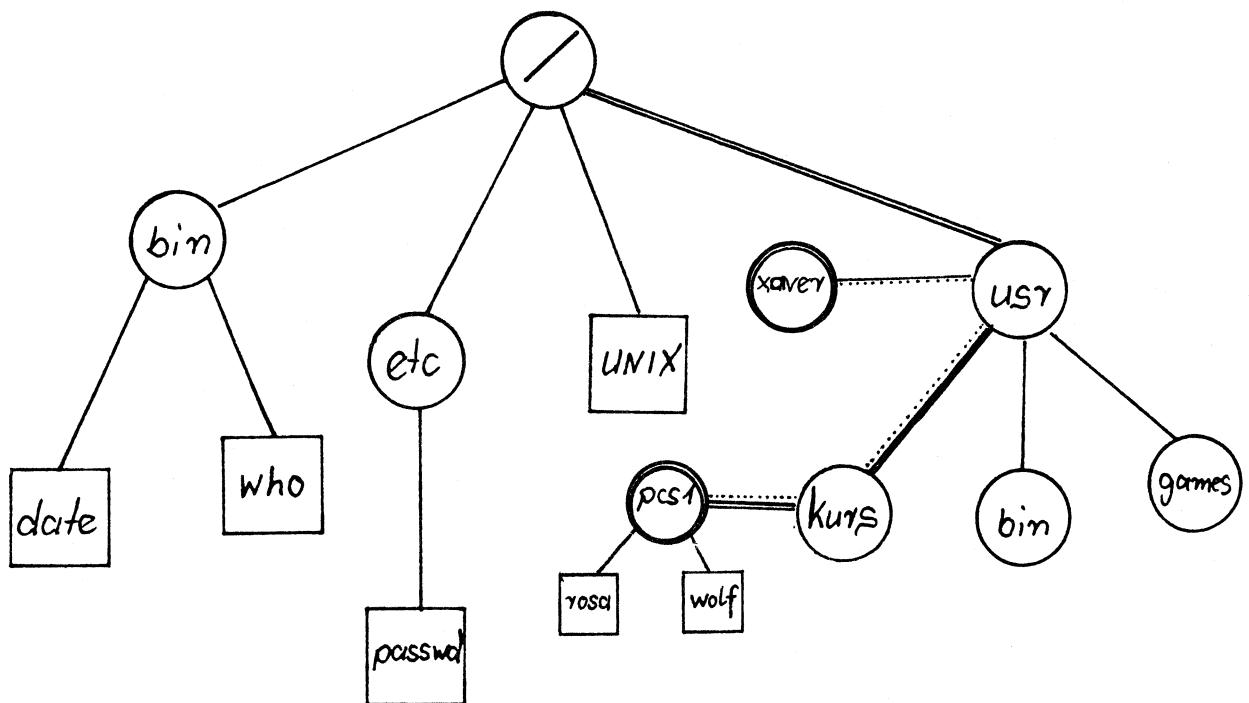 /
bin
xaver
usr
etc
UNIX
date
who
pcs1
kurs
bin
games
rosa
wolf
passwd